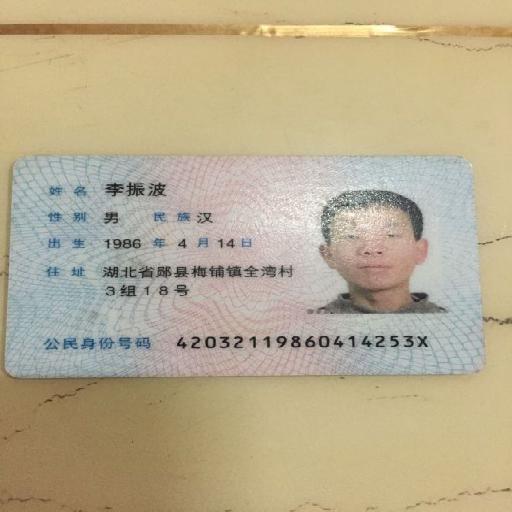 姓名 李振波
性别 男 民族 汉
出生 1986 年 4 月 14 日
住址 湖北省郧县梅铺镇全湾村
3组18号
公民身份号码 42032119860414253X